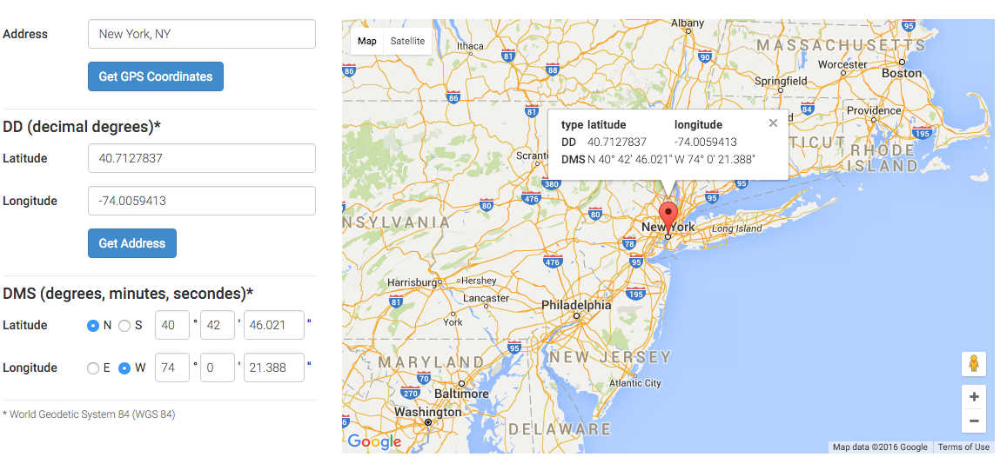 Address
New York, NY
Get GPS Coordinates
DD (decimal degrees)*
Latitude
40.7127837
Longitude
-74.0059413
Get Address
DMS (degrees, minutes, secondes)*
Latitude
N S 40 ° 42 ' 46.021 "
Longitude
E W 74 ° 0 ' 21.388 "
* World Geodetic System 84 (WGS 84)
Map Satellite
type latitude longitude
DD 40.7127837 -74.0059413
DMS N 40° 42' 46.021" W 74° 0' 21.388"
Albany
95
MASSACHUSETTS
Ithaca
81
90
Worcester
86
88
Boston
Springfield
86
84
81
Providence
195
TICUT
RHODE
ISLAND
Scrant
380
95
476
80
80
95
NSYLVANIA
New York
Long Island
78
476
95
Harrisburg
Hershey
195
81
Lancaster
Philadelphia
York
95
MARYLAND
NEW JERSEY
70
Atlantic City
270
Baltimore
Washington
DELAWARE
+
−
Google
Map data ©2016 Google
Terms of Use